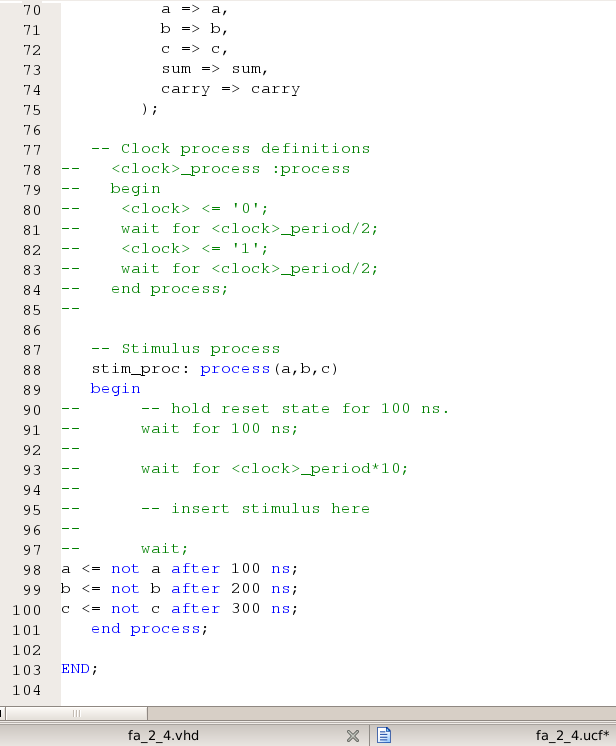 70 a => a,
71 b => b,
72 c => c,
73 sum => sum,
74 carry => carry
75 );
76
77 -- Clock process definitions
78 -- <clock>_process :process
79 -- begin
80 -- <clock> <= '0';
81 -- wait for <clock>_period/2;
82 -- <clock> <= '1';
83 -- wait for <clock>_period/2;
84 -- end process;
85 --
86
87 -- Stimulus process
88 stim_proc: process(a,b,c)
89 begin
90 -- -- hold reset state for 100 ns.
91 -- wait for 100 ns;
92 --
93 -- wait for <clock>_period*10;
94 --
95 -- -- insert stimulus here
96 --
97 -- wait;
98 a <= not a after 100 ns;
99 b <= not b after 200 ns;
100 c <= not c after 300 ns;
101 end process;
102
103 END;
104
fa_2_4.vhd fa_2_4.ucf*